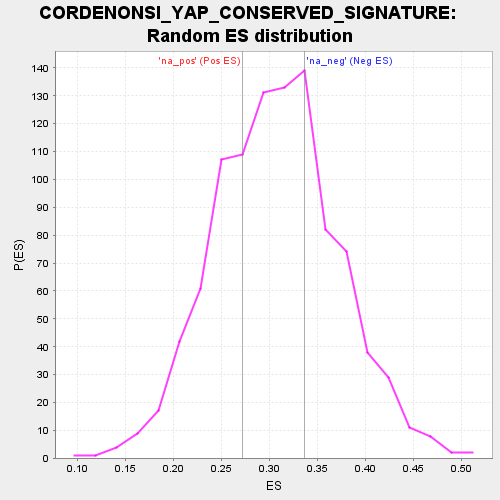 CORDENONSI_YAP_CONSERVED_SIGNATURE:
Random ES distribution
'na_pos' (Pos ES)
'na_neg' (Neg ES)
140
130
120
110
100
90
80
70
60
50
40
30
20
10
0
P(ES)
0.10 0.15 0.20 0.25 0.30 0.35 0.40 0.45 0.50
ES